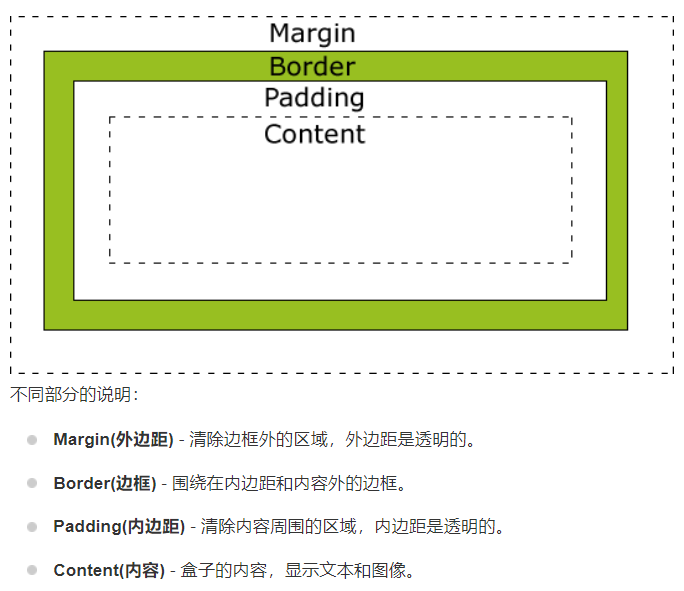 Margin
Border
Padding
Content
不同部分的说明：
Margin(外边距) - 清除边框外的区域，外边距是透明的。
Border(边框) - 围绕在内边距和内容外的边框。
Padding(内边距) - 清除内容周围的区域，内边距是透明的。
Content(内容) - 盒子的内容，显示文本和图像。